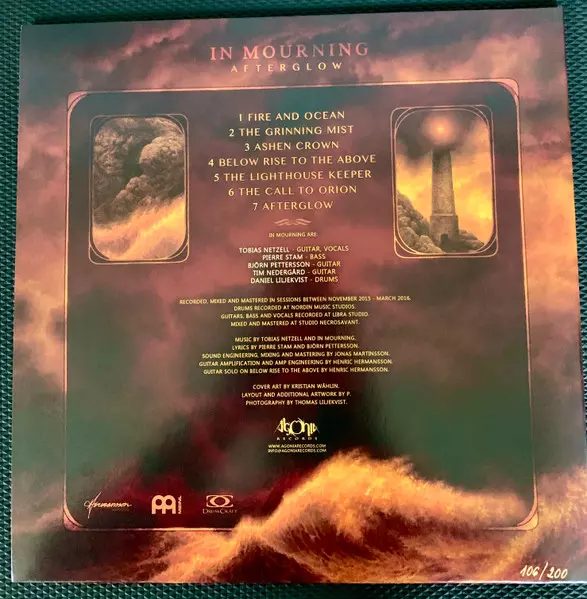 IN MOURNING
AFTERGLOW
1 FIRE AND OCEAN
2 THE GRINNING MIST
3 ASHEN CROWN
4 BELOW RISE TO THE ABOVE
5 THE LIGHTHOUSE KEEPER
6 THE CALL TO ORION
7 AFTERGLOW
IN MOURNING ARE:
TOBIAS NETZELL - GUITAR, VOCALS
PIERRE STAM - BASS
BJÖRN PETTERSSON - GUITAR
TIM NEDERGÅRD - GUITAR
DANIEL LILJEKVIST - DRUMS
RECORDED, MIXED AND MASTERED IN SESSIONS BETWEEN NOVEMBER 2015 - MARCH 2016.
DRUMS RECORDED AT NORDIN MUSIC STUDIOS.
GUITARS, BASS AND VOCALS RECORDED AT LIBRA STUDIO.
MIXED AND MASTERED AT STUDIO NECROSAVANT.
MUSIC BY TOBIAS NETZELL AND IN MOURNING.
LYRICS BY PIERRE STAM AND BJÖRN PETTERSSON.
SOUND ENGINEERING, MIXING AND MASTERING BY JONAS MARTINSSON.
GUITAR AMPLIFICATION AND AMP ENGINEERING BY HENRIC HERMANSSON.
GUITAR SOLO ON BELOW RISE TO THE ABOVE BY HENRIC HERMANSSON.
COVER ART BY KRISTIAN WÅHLIN.
LAYOUT AND ADDITIONAL ARTWORK BY P.
PHOTOGRAPHY BY THOMAS LILJEKVIST.
AGONIA
RECORDS
WWW.AGONIARECORDS.COM
INFO@AGONIARECORDS.COM
MEINL
DRUMCRAFT
106/200